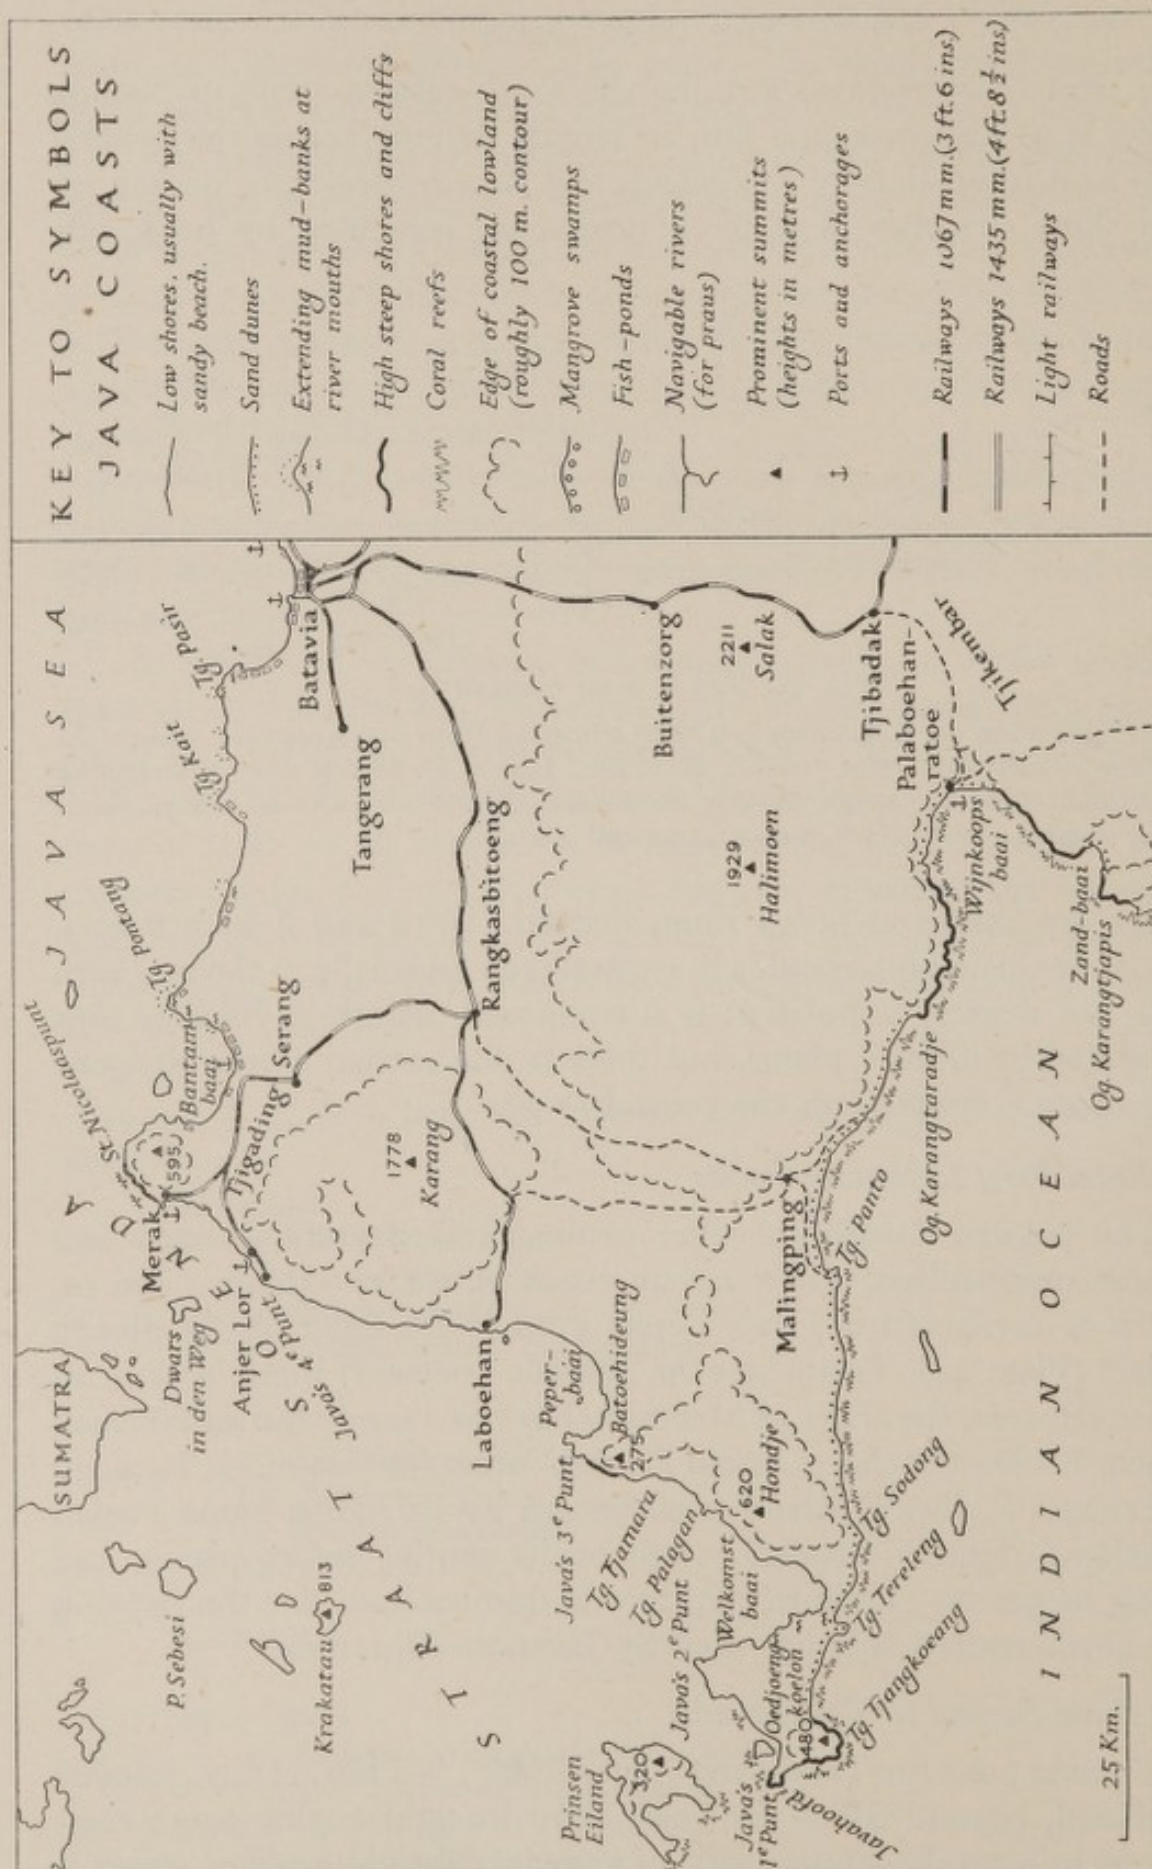 KEY TO SYMBOLS
JAVA COASTS
Low shores, usually with
sandy beach.
Sand dunes
Extending mud-banks at
river mouths
High steep shores and cliffs
Coral reefs
Edge of coastal lowland
(roughly 100 m. contour)
Mangrove swamps
Fish-ponds
Navigable rivers
(for praus)
Prominent summits
(heights in metres)
Ports and anchorages
Railways 1067 mm.(3 ft.6 ins)
Railways 1435 mm.(4ft.8½ ins)
Light railways
Roads
JAVA SEA
SUMATRA
St. Nicolaaspunt
Tg. Pontang
Tg. Kait
Tg. Pasir
Merak
595
Bantam
baai
Dwars
in den Weg
Tjigading
Serang
Anjer Lor
Java's 4e punt
Batavia
Tangerang
P. Sebesi
Krakatau
813
SOENDA STRAAT
1778
Karang
Rangkasbitoeng
Laboehan
Peper-
baai
Java's 3e Punt
Batoehideung
275
Tg. Tjamara
Tg. Palagan
Java's 2e Punt
Welkomst
baai
620
Hondje
Prinsen
Eiland
320
Java's
1e Punt
Oedjoeng
koelon
480
Javahoofd
Tg. Tjangkoeang
Tg. Tereleng
Tg. Sodong
Malingping
Tg. Panto
Buitenzorg
2211
Salak
1929
Halimoen
Tjibadak
Palaboehan-
ratoe
Tjikembar
Wijnkoops
baai
Og. Karangtaradje
Zand-baai
Og. Karangtjapis
INDIAN OCEAN
25 Km.